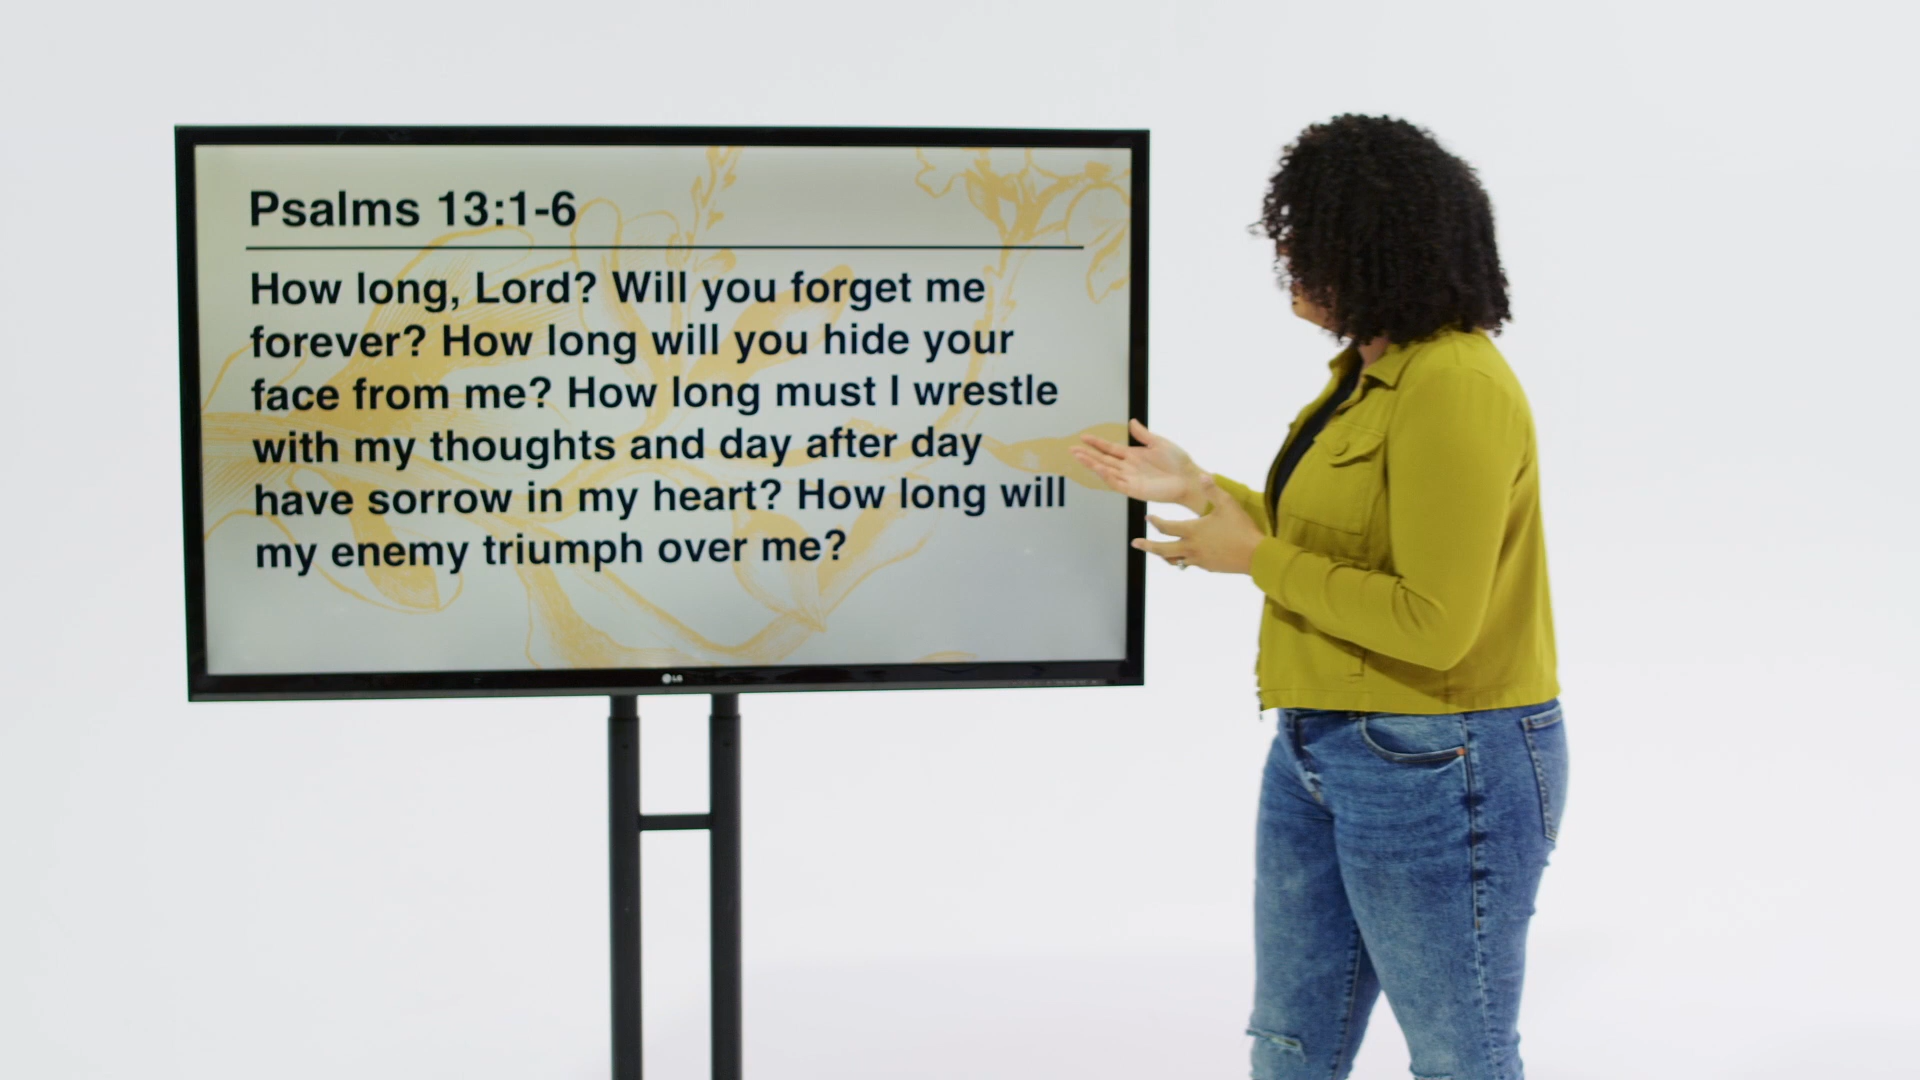 Psalms 13:1-6
How long, Lord? Will you forget me
forever? How long will you hide your
face from me? How long must I wrestle
with my thoughts and day after day
have sorrow in my heart? How long will
my enemy triumph over me?
LG